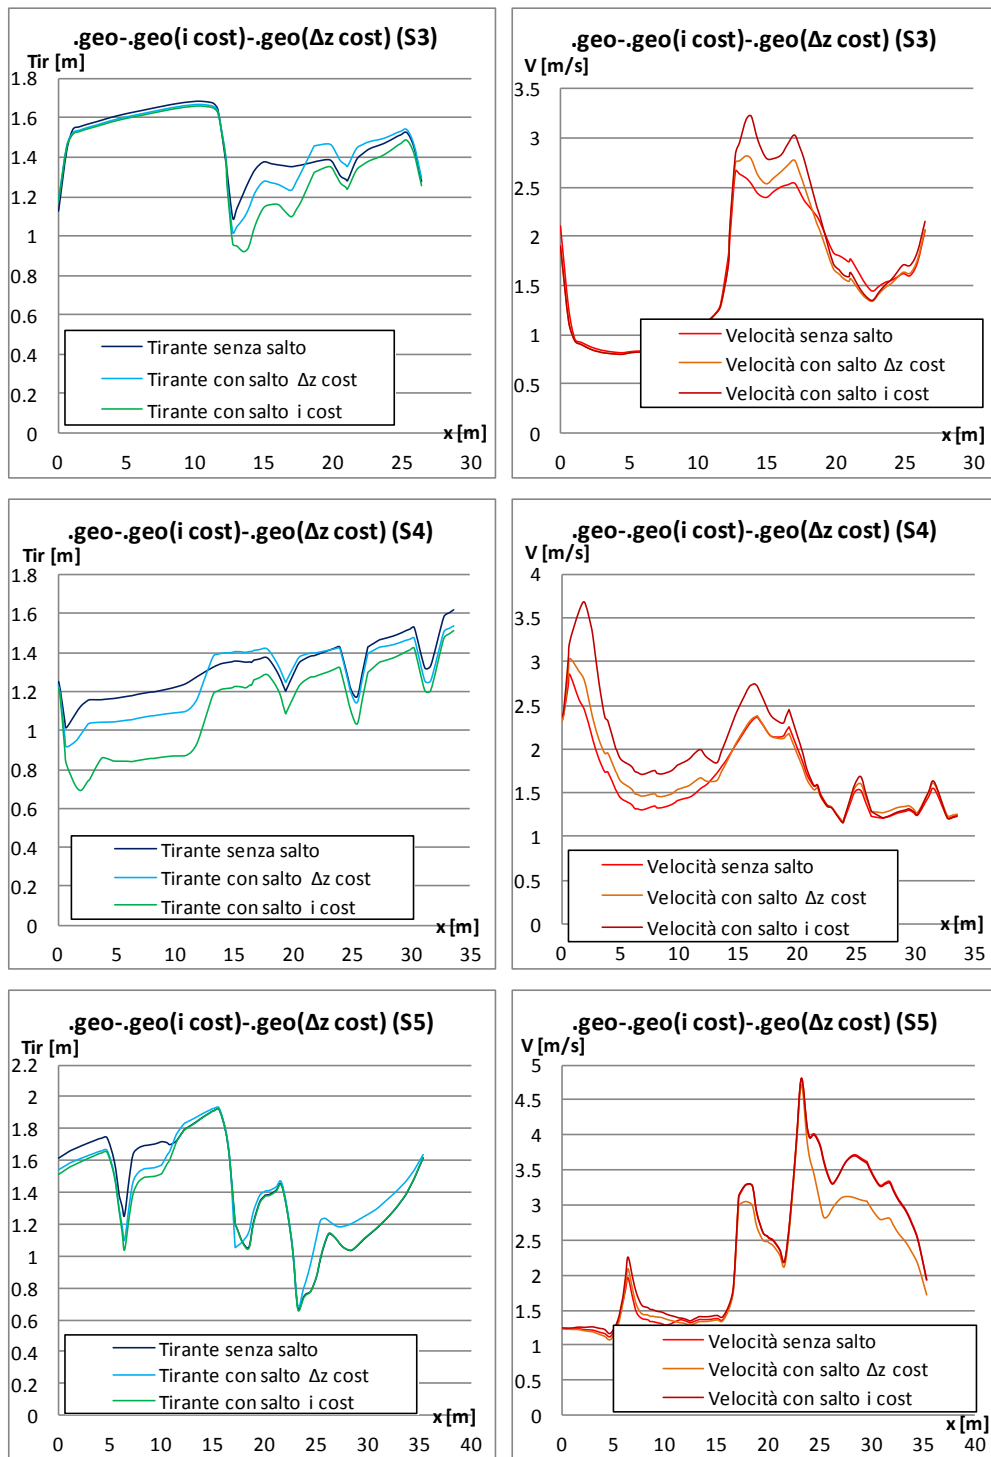 .geo-.geo(i cost)-.geo(Δz cost) (S3)
Tir [m]
1.8
1.6
1.4
1.2
1
0.8
0.6
0.4
0.2
0
Tirante senza salto
Tirante con salto Δz cost
Tirante con salto i cost
x [m]
0 5 10 15 20 25 30
.geo-.geo(i cost)-.geo(Δz cost) (S3)
V [m/s]
3.5
3
2.5
2
1.5
1
0.5
0
Velocità senza salto
Velocità con salto Δz cost
Velocità con salto i cost
x [m]
0 5 10 15 20 25 30
.geo-.geo(i cost)-.geo(Δz cost) (S4)
Tir [m]
1.8
1.6
1.4
1.2
1
0.8
0.6
0.4
0.2
0
Tirante senza salto
Tirante con salto Δz cost
Tirante con salto i cost
x [m]
0 5 10 15 20 25 30 35
.geo-.geo(i cost)-.geo(Δz cost) (S4)
V [m/s]
4
3.5
3
2.5
2
1.5
1
0.5
0
Velocità senza salto
Velocità con salto Δz cost
Velocità con salto i cost
x [m]
0 5 10 15 20 25 30 35
.geo-.geo(i cost)-.geo(Δz cost) (S5)
Tir [m]
2.2
2
1.8
1.6
1.4
1.2
1
0.8
0.6
0.4
0.2
0
Tirante senza salto
Tirante con salto Δz cost
Tirante con salto i cost
x [m]
0 5 10 15 20 25 30 35 40
.geo-.geo(i cost)-.geo(Δz cost) (S5)
V [m/s]
5
4.5
4
3.5
3
2.5
2
1.5
1
0.5
0
Velocità senza salto
Velocità con salto Δz cost
Velocità con salto i cost
x [m]
0 5 10 15 20 25 30 35 40